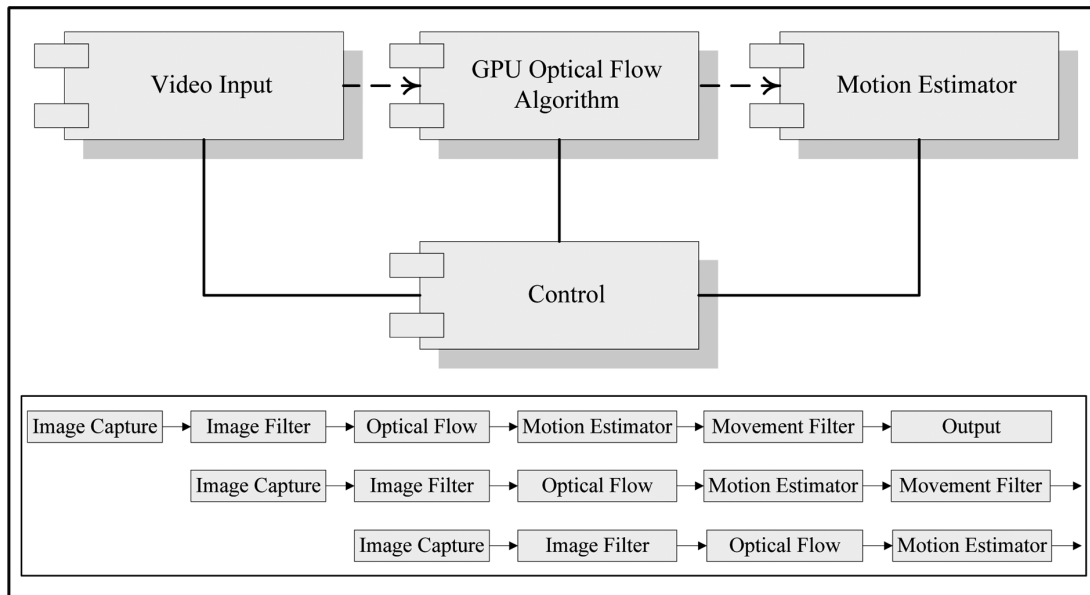 Video Input
GPU Optical Flow
Algorithm
Motion Estimator
Control
Image Capture Image Filter Optical Flow Motion Estimator Movement Filter Output
Image Capture Image Filter Optical Flow Motion Estimator Movement Filter
Image Capture Image Filter Optical Flow Motion Estimator